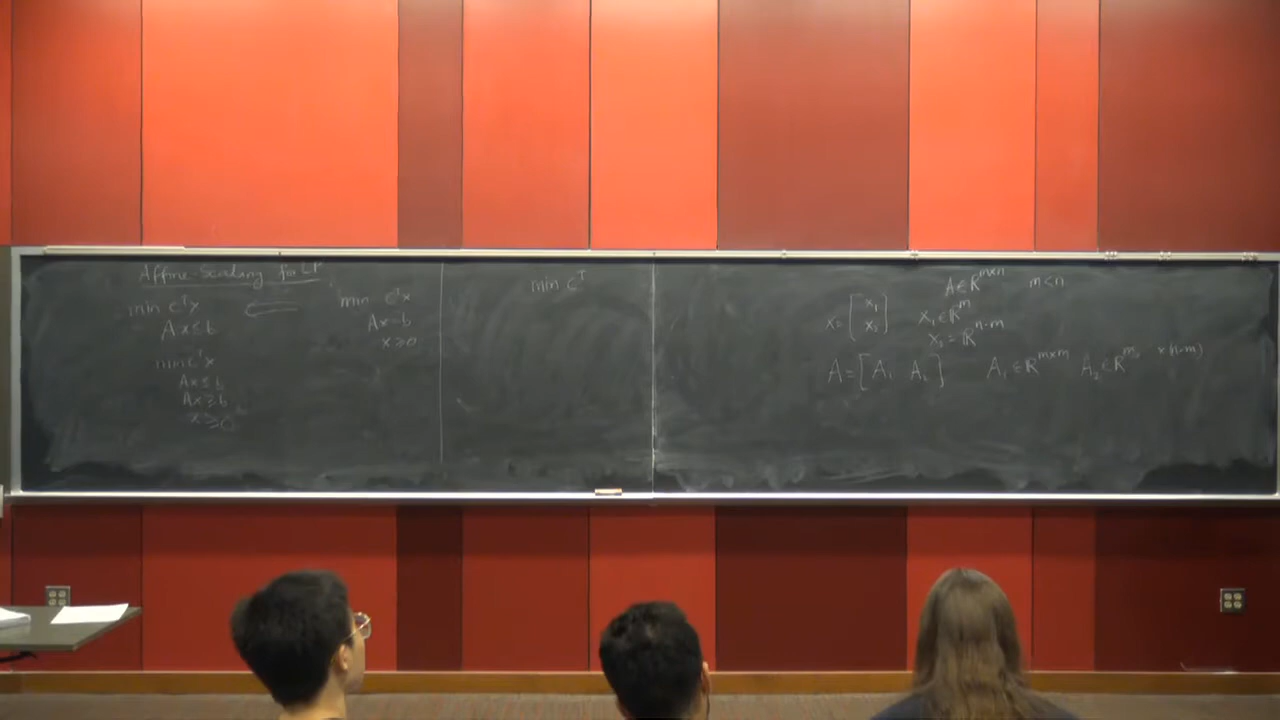 Affine-Scaling for LP
min cᵀx
Ax≤b
min cᵀx
Ax≤b
Ax≥b
x≥0
⇐
min cᵀx
Ax=b
x≥0
min cᵀ
A∈ℝ^{m×n} m<n
x=[x₁ x₂] x₁∈ℝ^m
x₂=ℝ^{n-m}
A=[A₁ A₂] A₁∈ℝ^{m×m} A₂∈ℝ^{m×(n-m)}